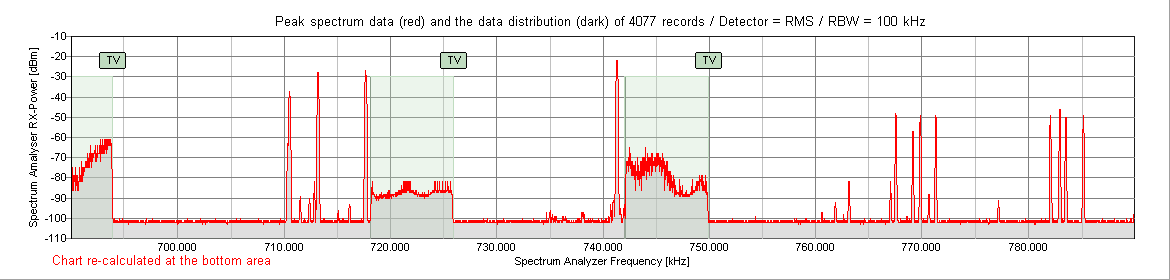 Peak spectrum data (red) and the data distribution (dark) of 4077 records / Detector = RMS / RBW = 100 kHz
Spectrum Analyser RX-Power [dBm]
-10
-20
-30
-40
-50
-60
-70
-80
-90
-100
-110
TV
TV
TV
700.000
710.000
720.000
730.000
740.000
750.000
760.000
770.000
780.000
Chart re-calculated at the bottom area
Spectrum Analyzer Frequency [kHz]